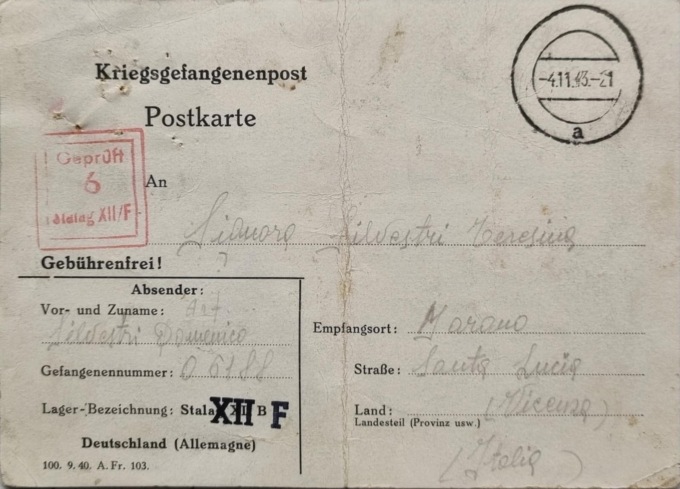 Kriegsgefangenenpost
-4.11.43.-21
a
Postkarte
Geprüft
6
Stalag XII/F
An
Signora Silvestri Teresina
Gebührenfrei!
Absender:
Vor- und Zuname:
Silvestri Domenico
Gefangenennummer: 06188
Lager-Bezeichnung: Stalag XII B XII F
Deutschland (Allemagne)
100. 9. 40. A. Fr. 103.
Empfangsort: Marano
Straße: Santa Lucia
Land: (Vicenza)
Landesteil (Provinz usw.)
(Italia)